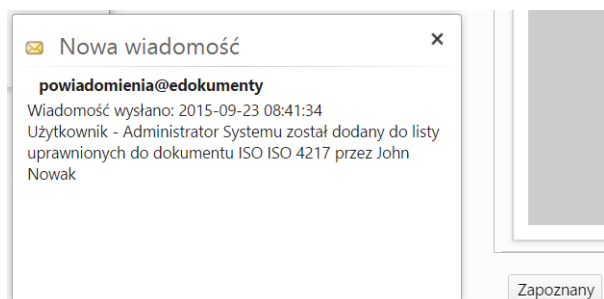 Nowa wiadomość
powiadomienia@edokumenty
Wiadomość wysłano: 2015-09-23 08:41:34
Użytkownik - Administrator Systemu został dodany do listy
uprawnionych do dokumentu ISO ISO 4217 przez John
Nowak
Zapoznany